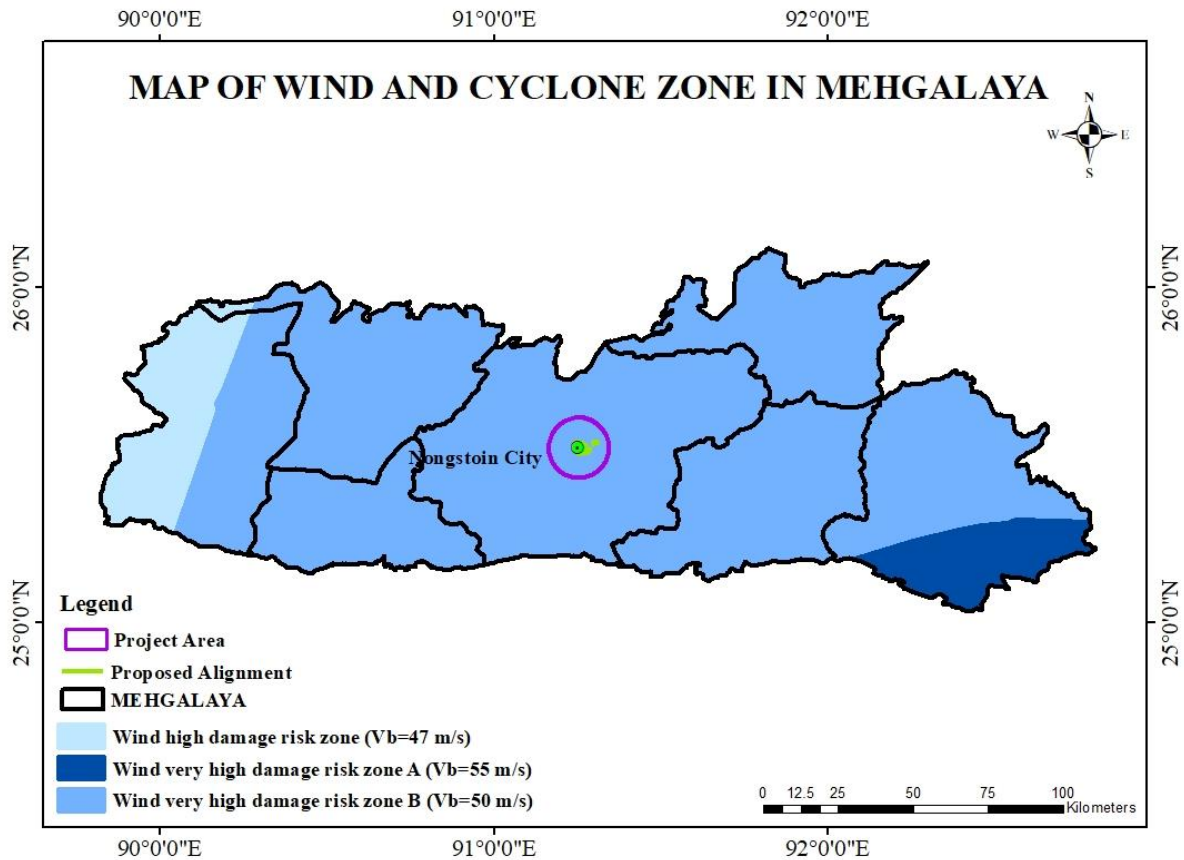 90°0'0"E 91°0'0"E 92°0'0"E
MAP OF WIND AND CYCLONE ZONE IN MEHGALAYA
N
W E
S
26°0'0"N 26°0'0"N
Nongstoin City
25°0'0"N 25°0'0"N
Legend
Project Area
Proposed Alignment
MEHGALAYA
Wind high damage risk zone (Vb=47 m/s)
Wind very high damage risk zone A (Vb=55 m/s)
Wind very high damage risk zone B (Vb=50 m/s)
0 12.5 25 50 75 100
Kilometers
90°0'0"E 91°0'0"E 92°0'0"E